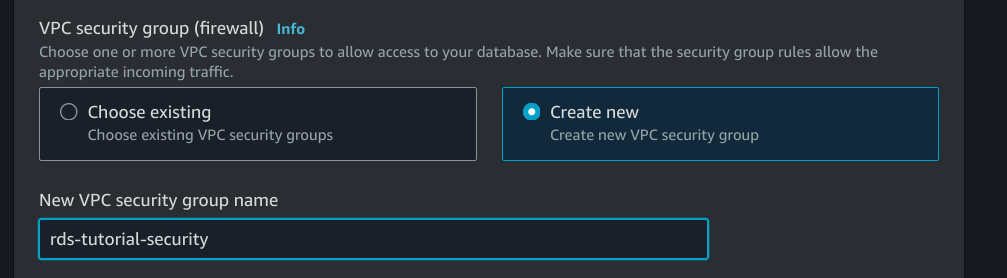 VPC security group (firewall) Info
Choose one or more VPC security groups to allow access to your database. Make sure that the security group rules allow the
appropriate incoming traffic.
Choose existing
Choose existing VPC security groups
Create new
Create new VPC security group
New VPC security group name
rds-tutorial-security